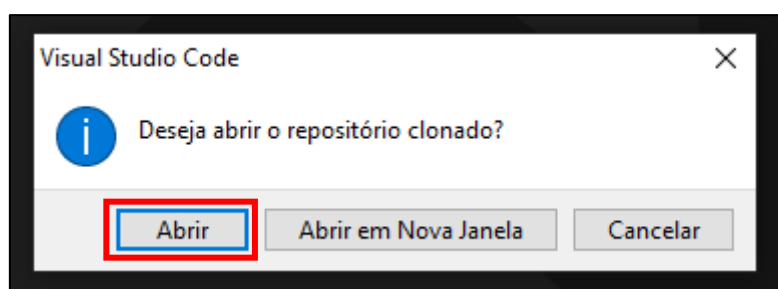 Visual Studio Code
Deseja abrir o repositório clonado?
Abrir
Abrir em Nova Janela
Cancelar